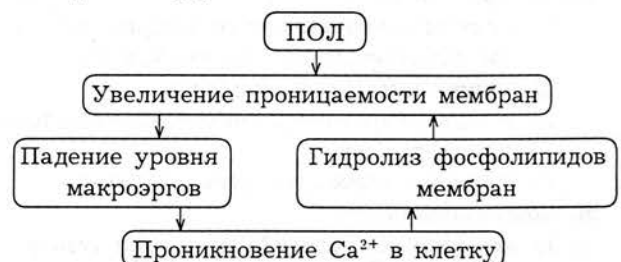 ПОЛ
Увеличение проницаемости мембран
Падение уровня
макроэргов
Гидролиз фосфолипидов
мембран
Проникновение Ca²⁺ в клетку